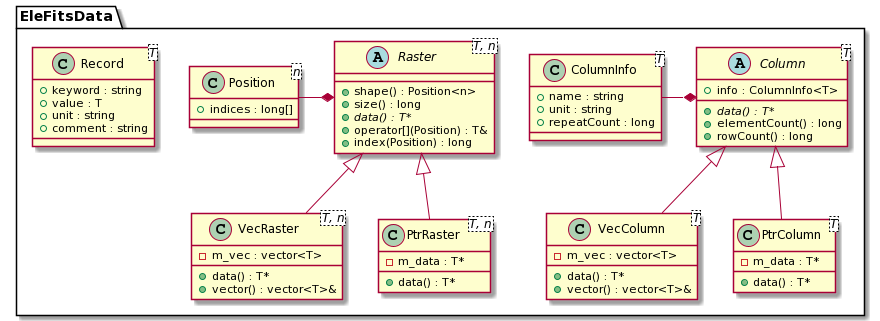 EleFitsData
C Record T
keyword : string
value : T
unit : string
comment : string
C Position n
indices : long[]
A Raster T, n
shape() : Position<n>
size() : long
data() : T*
operator[](Position) : T&
index(Position) : long
C ColumnInfo T
name : string
unit : string
repeatCount : long
A Column T
info : ColumnInfo<T>
data() : T*
elementCount() : long
rowCount() : long
C VecRaster T, n
m_vec : vector<T>
data() : T*
vector() : vector<T>&
C PtrRaster T, n
m_data : T*
data() : T*
C VecColumn T
m_vec : vector<T>
data() : T*
vector() : vector<T>&
C PtrColumn T
m_data : T*
data() : T*